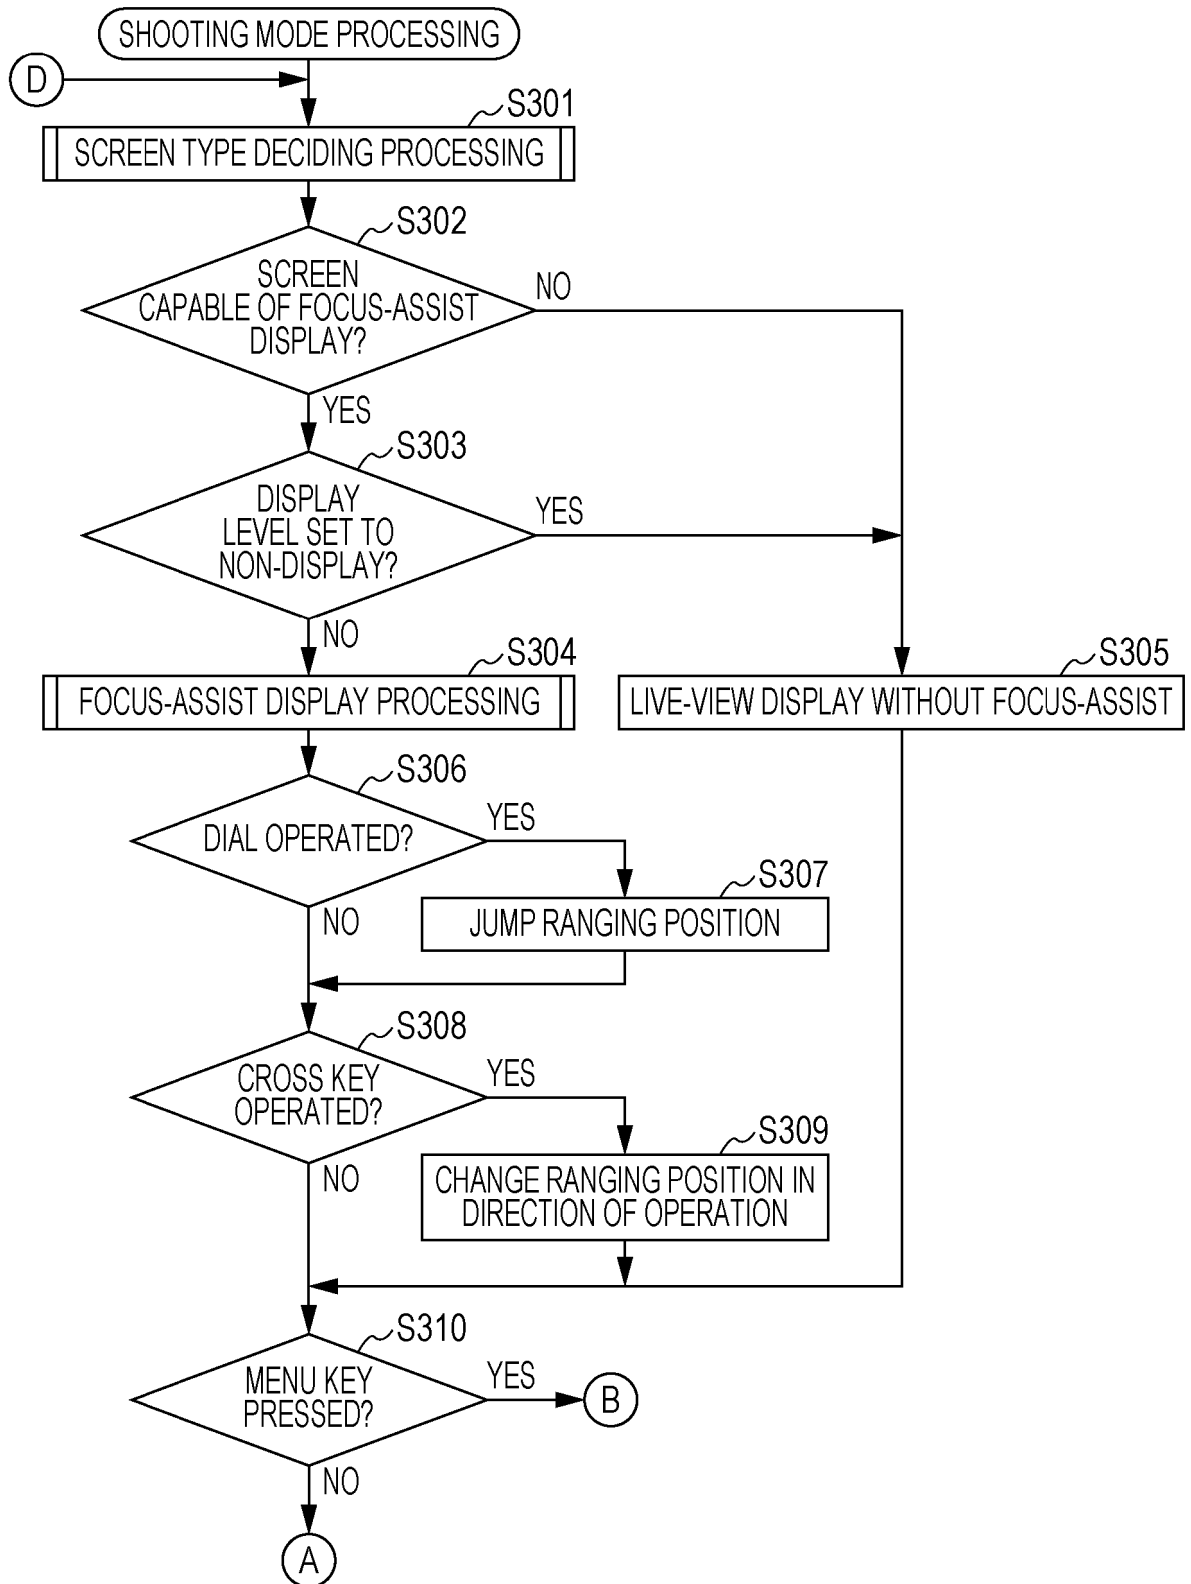 SHOOTING MODE PROCESSING
D
S301
SCREEN TYPE DECIDING PROCESSING
S302
SCREEN
CAPABLE OF FOCUS-ASSIST
DISPLAY?
NO
YES
S303
DISPLAY
LEVEL SET TO
NON-DISPLAY?
YES
NO
S304
FOCUS-ASSIST DISPLAY PROCESSING
S305
LIVE-VIEW DISPLAY WITHOUT FOCUS-ASSIST
S306
DIAL OPERATED?
YES
NO
S307
JUMP RANGING POSITION
S308
CROSS KEY
OPERATED?
YES
NO
S309
CHANGE RANGING POSITION IN
DIRECTION OF OPERATION
S310
MENU KEY
PRESSED?
YES
B
NO
A